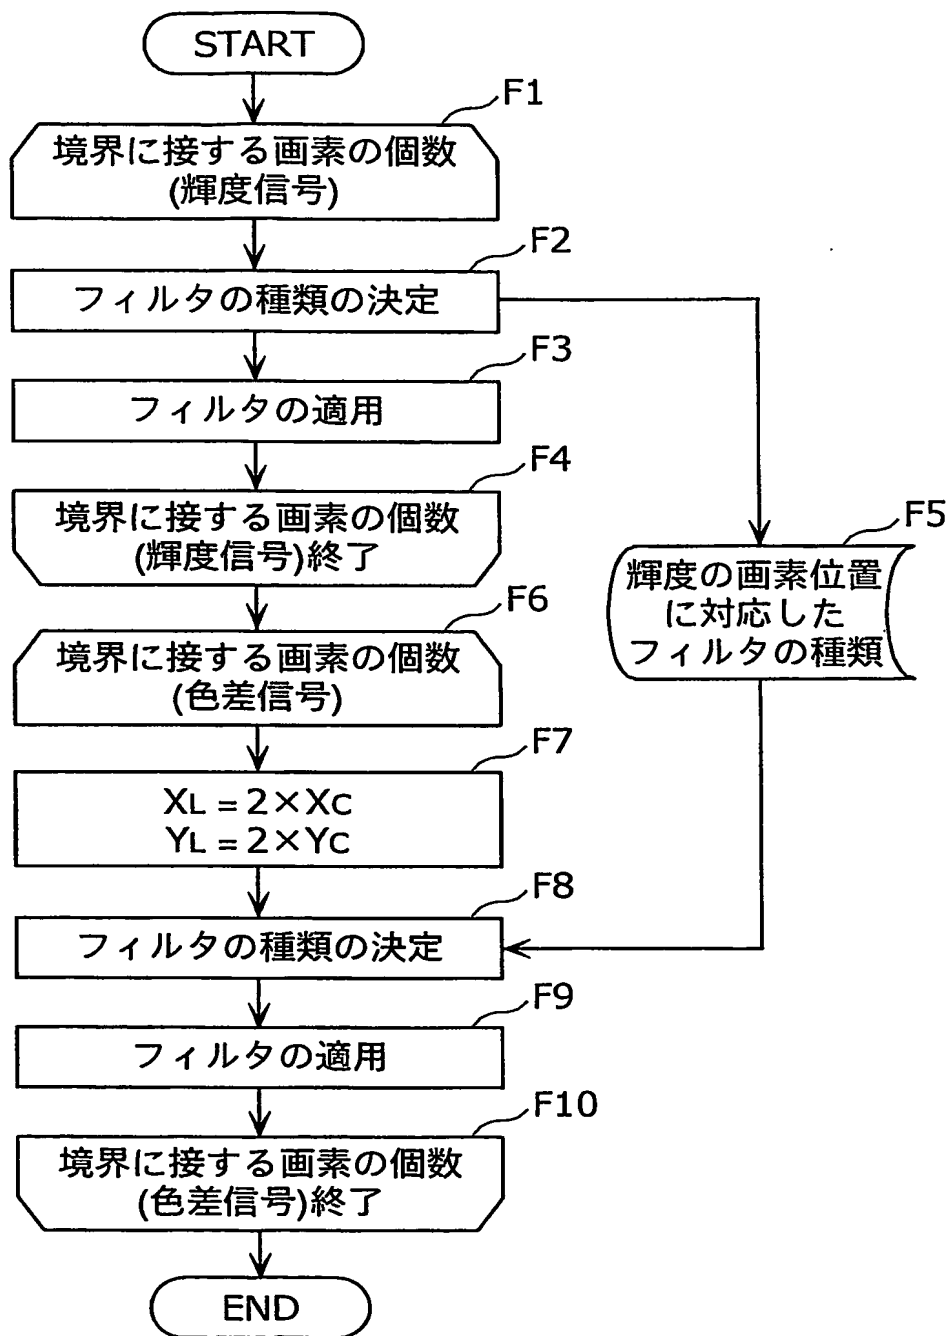 START
F1
境界に接する画素の個数
(輝度信号)
F2
フィルタの種類の決定
F3
フィルタの適用
F4
境界に接する画素の個数
(輝度信号)終了
F5
輝度の画素位置
に対応した
フィルタの種類
F6
境界に接する画素の個数
(色差信号)
F7
XL = 2×XC
YL = 2×YC
F8
フィルタの種類の決定
F9
フィルタの適用
F10
境界に接する画素の個数
(色差信号)終了
END